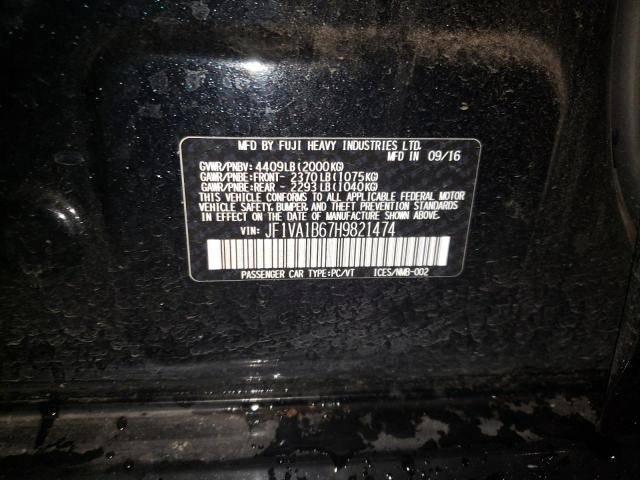 MFD BY FUJI HEAVY INDUSTRIES LTD.
MFD IN 09/16
GVWR/PNBV: 4409LB(2000KG)
GAWR/PNBE:FRONT- 2370LB(1075KG)
GAWR/PNBE:REAR - 2293LB(1040KG)
THIS VEHICLE CONFORMS TO ALL APPLICABLE FEDERAL MOTOR
VEHICLE SAFETY, BUMPER, AND THEFT PREVENTION STANDARDS
IN EFFECT ON THE DATE OF MANUFACTURE SHOWN ABOVE.
VIN: JF1VA1B67H9821474
PASSENGER CAR TYPE:PC/VT ICES/NMB-002